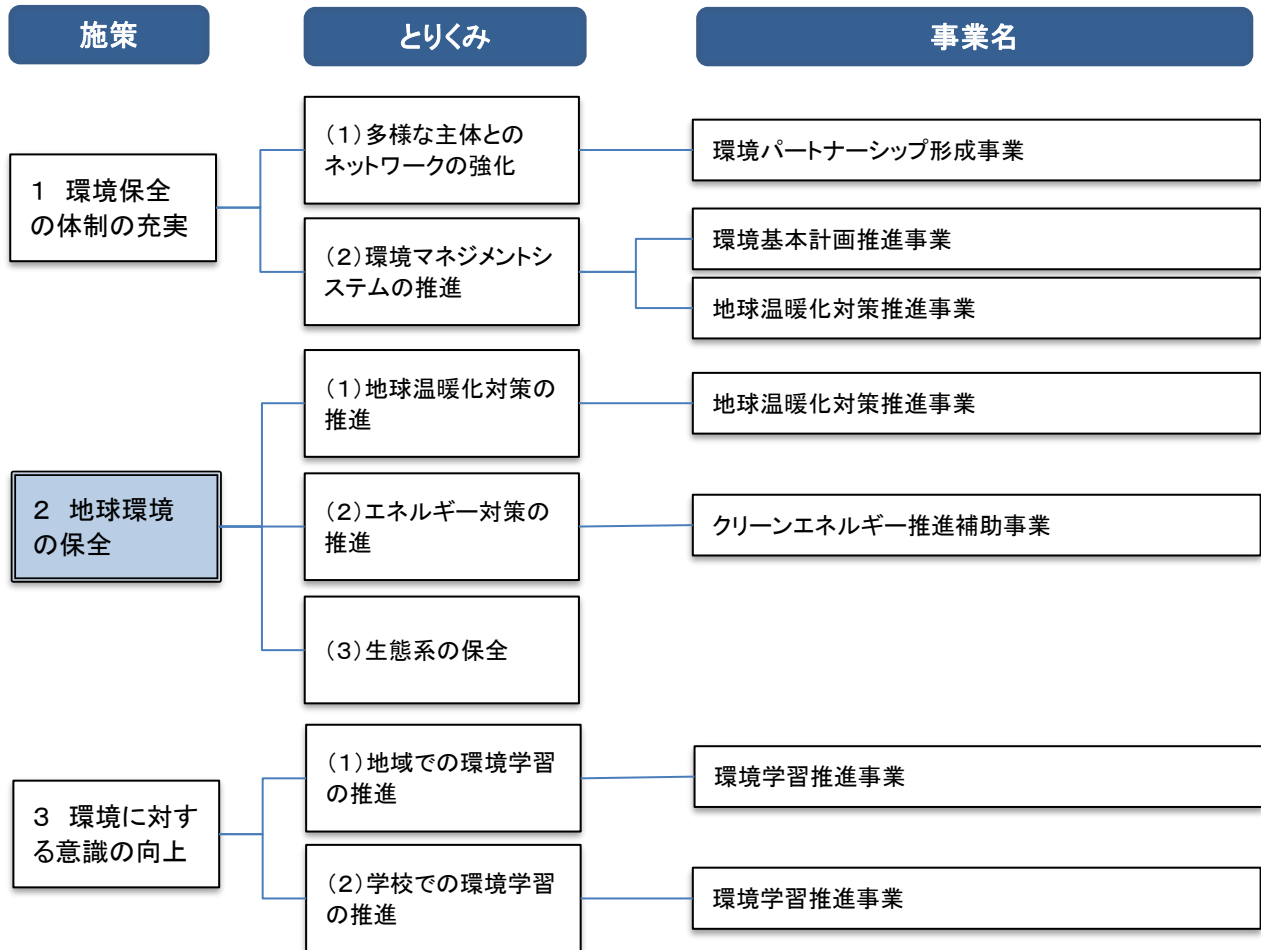 施策
とりくみ
事業名
1　環境保全
の体制の充実
（1）多様な主体との
ネットワークの強化
環境パートナーシップ形成事業
（2）環境マネジメントシ
ステムの推進
環境基本計画推進事業
地球温暖化対策推進事業
2　地球環境
の保全
（1）地球温暖化対策の
推進
地球温暖化対策推進事業
（2）エネルギー対策の
推進
クリーンエネルギー推進補助事業
（3）生態系の保全
3　環境に対す
る意識の向上
（1）地域での環境学習
の推進
環境学習推進事業
（2）学校での環境学習
の推進
環境学習推進事業